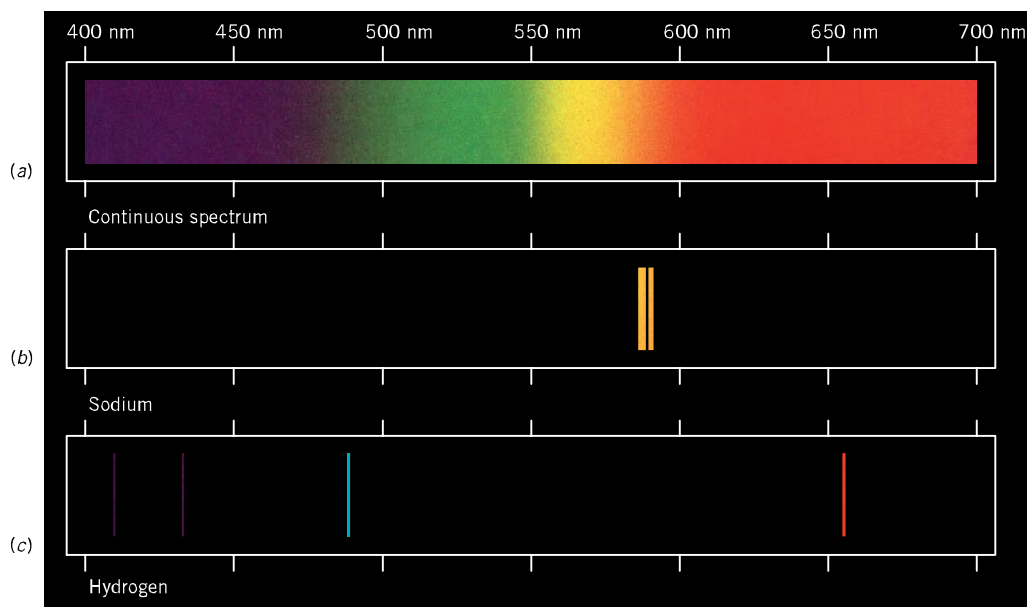 400 nm 450 nm 500 nm 550 nm 600 nm 650 nm 700 nm
(a)
Continuous spectrum
(b)
Sodium
(c)
Hydrogen